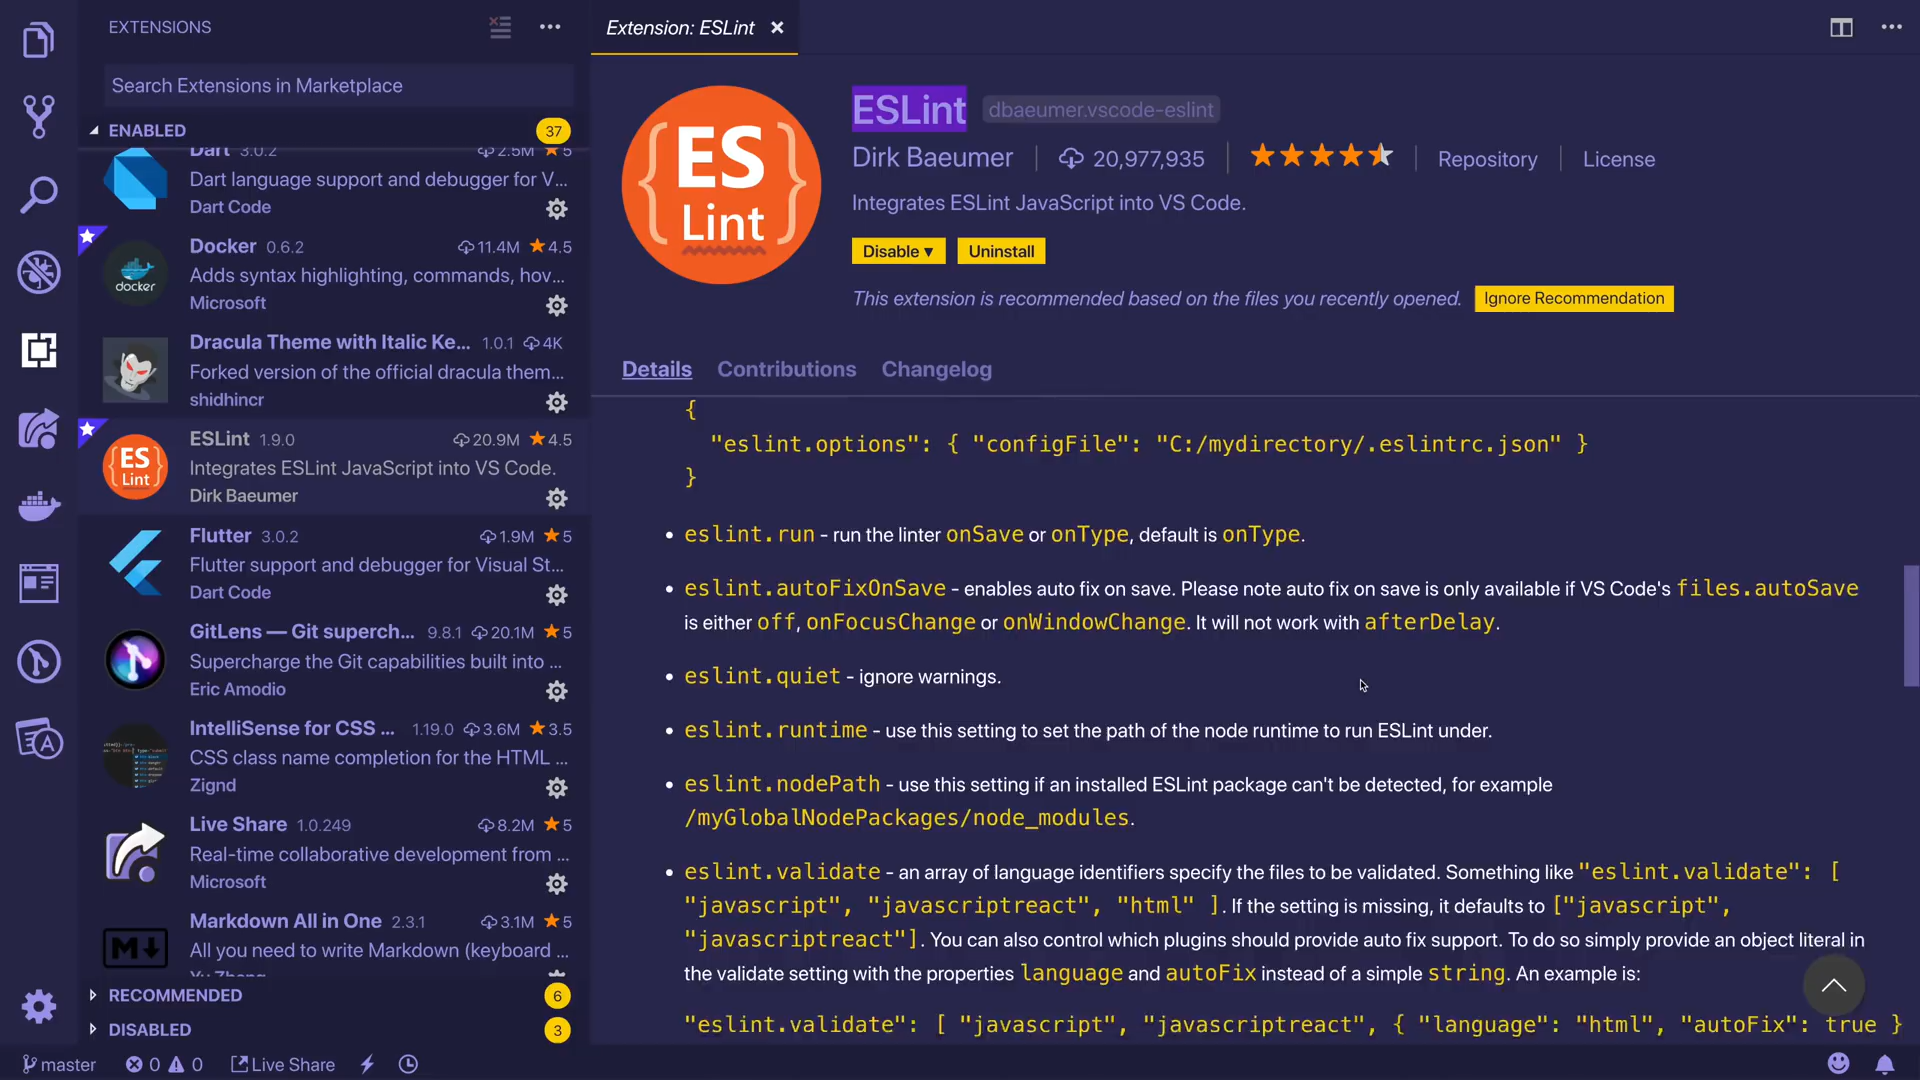 EXTENSIONS
Search Extensions in Marketplace
ENABLED 37
Dart 3.0.2 2.5M 5
Dart language support and debugger for V...
Dart Code
Docker 0.6.2 11.4M 4.5
Adds syntax highlighting, commands, hov...
Microsoft
docker
Dracula Theme with Italic Ke... 1.0.1 4K
Forked version of the official dracula them...
shidhincr
ESLint 1.9.0 20.9M 4.5
Integrates ESLint JavaScript into VS Code.
Dirk Baeumer
{ES
Lint}
Flutter 3.0.2 1.9M 5
Flutter support and debugger for Visual St...
Dart Code
GitLens — Git superch... 9.8.1 20.1M 5
Supercharge the Git capabilities built into ...
Eric Amodio
IntelliSense for CSS ... 1.19.0 3.6M 3.5
CSS class name completion for the HTML ...
Zignd
Live Share 1.0.249 8.2M 5
Real-time collaborative development from ...
Microsoft
Markdown All in One 2.3.1 3.1M 5
All you need to write Markdown (keyboard ...
Yu Zhang
M
RECOMMENDED 6
DISABLED 3
Extension: ESLint ×
{ES
Lint}
ESLint dbaeumer.vscode-eslint
Dirk Baeumer | 20,977,935 | | Repository | License
Integrates ESLint JavaScript into VS Code.
Disable ▾ Uninstall
This extension is recommended based on the files you recently opened. Ignore Recommendation
Details Contributions Changelog
{
"eslint.options": { "configFile": "C:/mydirectory/.eslintrc.json" }
}
• eslint.run - run the linter onSave or onType, default is onType.
• eslint.autoFixOnSave - enables auto fix on save. Please note auto fix on save is only available if VS Code's files.autoSave
is either off, onFocusChange or onWindowChange. It will not work with afterDelay.
• eslint.quiet - ignore warnings.
• eslint.runtime - use this setting to set the path of the node runtime to run ESLint under.
• eslint.nodePath - use this setting if an installed ESLint package can't be detected, for example
/myGlobalNodePackages/node_modules.
• eslint.validate - an array of language identifiers specify the files to be validated. Something like "eslint.validate": [
"javascript", "javascriptreact", "html" ]. If the setting is missing, it defaults to ["javascript",
"javascriptreact"]. You can also control which plugins should provide auto fix support. To do so simply provide an object literal in
the validate setting with the properties language and autoFix instead of a simple string. An example is:
"eslint.validate": [ "javascript", "javascriptreact", { "language": "html", "autoFix": true }
master 0 0 Live Share